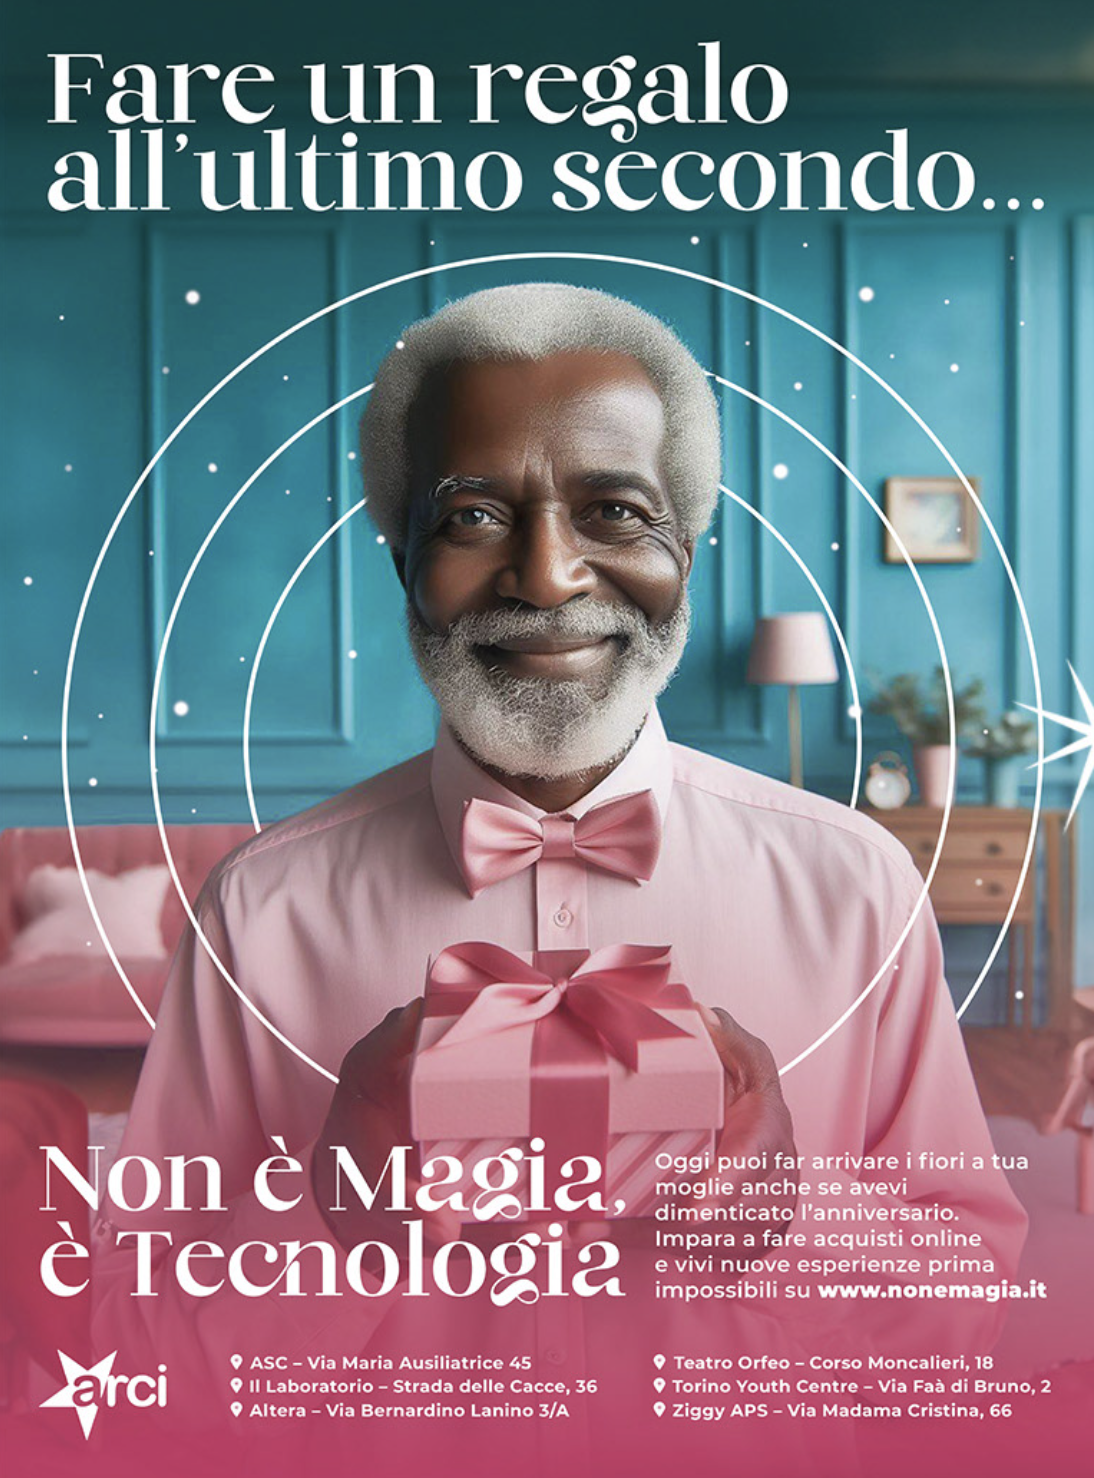 Fare un regalo
all'ultimo secondo...
Non è Magia,
è Tecnologia
Oggi puoi far arrivare i fiori a tua
moglie anche se avevi
dimenticato l'anniversario.
Impara a fare acquisti online
e vivi nuove esperienze prima
impossibili su www.nonemagia.it
arci
ASC – Via Maria Ausiliatrice 45
Il Laboratorio – Strada delle Cacce, 36
Altera – Via Bernardino Lanino 3/A
Teatro Orfeo – Corso Moncalieri, 18
Torino Youth Centre – Via Faà di Bruno, 2
Ziggy APS – Via Madama Cristina, 66